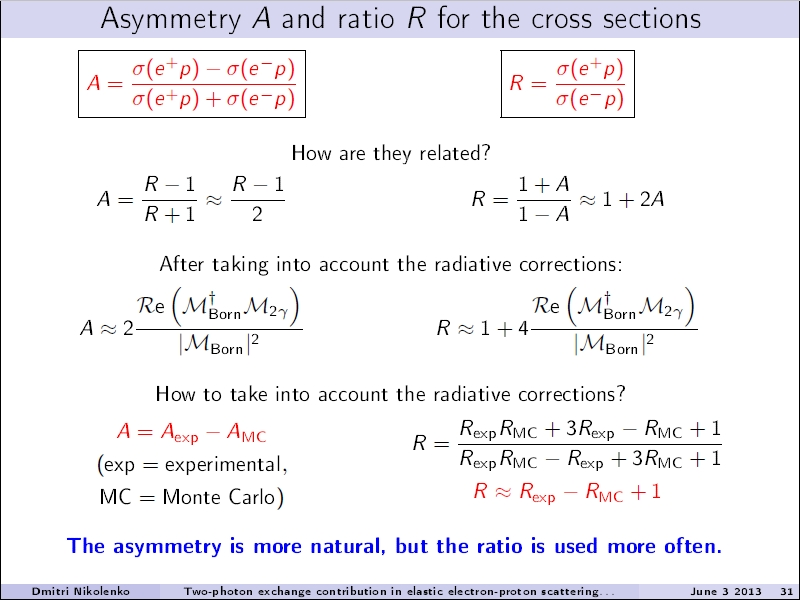 Asymmetry A and ratio R for the cross sections
A = σ(e⁺p) − σ(e⁻p) / σ(e⁺p) + σ(e⁻p)
R = σ(e⁺p) / σ(e⁻p)
How are they related?
A = R − 1 / R + 1 ≈ R − 1 / 2
R = 1 + A / 1 − A ≈ 1 + 2A
After taking into account the radiative corrections:
A ≈ 2 Re (M†Born M2γ) / |MBorn|²
R ≈ 1 + 4 Re (M†Born M2γ) / |MBorn|²
How to take into account the radiative corrections?
A = Aexp − AMC
(exp = experimental,
MC = Monte Carlo)
R = RexpRMC + 3Rexp − RMC + 1 / RexpRMC − Rexp + 3RMC + 1
R ≈ Rexp − RMC + 1
The asymmetry is more natural, but the ratio is used more often.
Dmitri Nikolenko Two-photon exchange contribution in elastic electron-proton scattering... June 3 2013 31